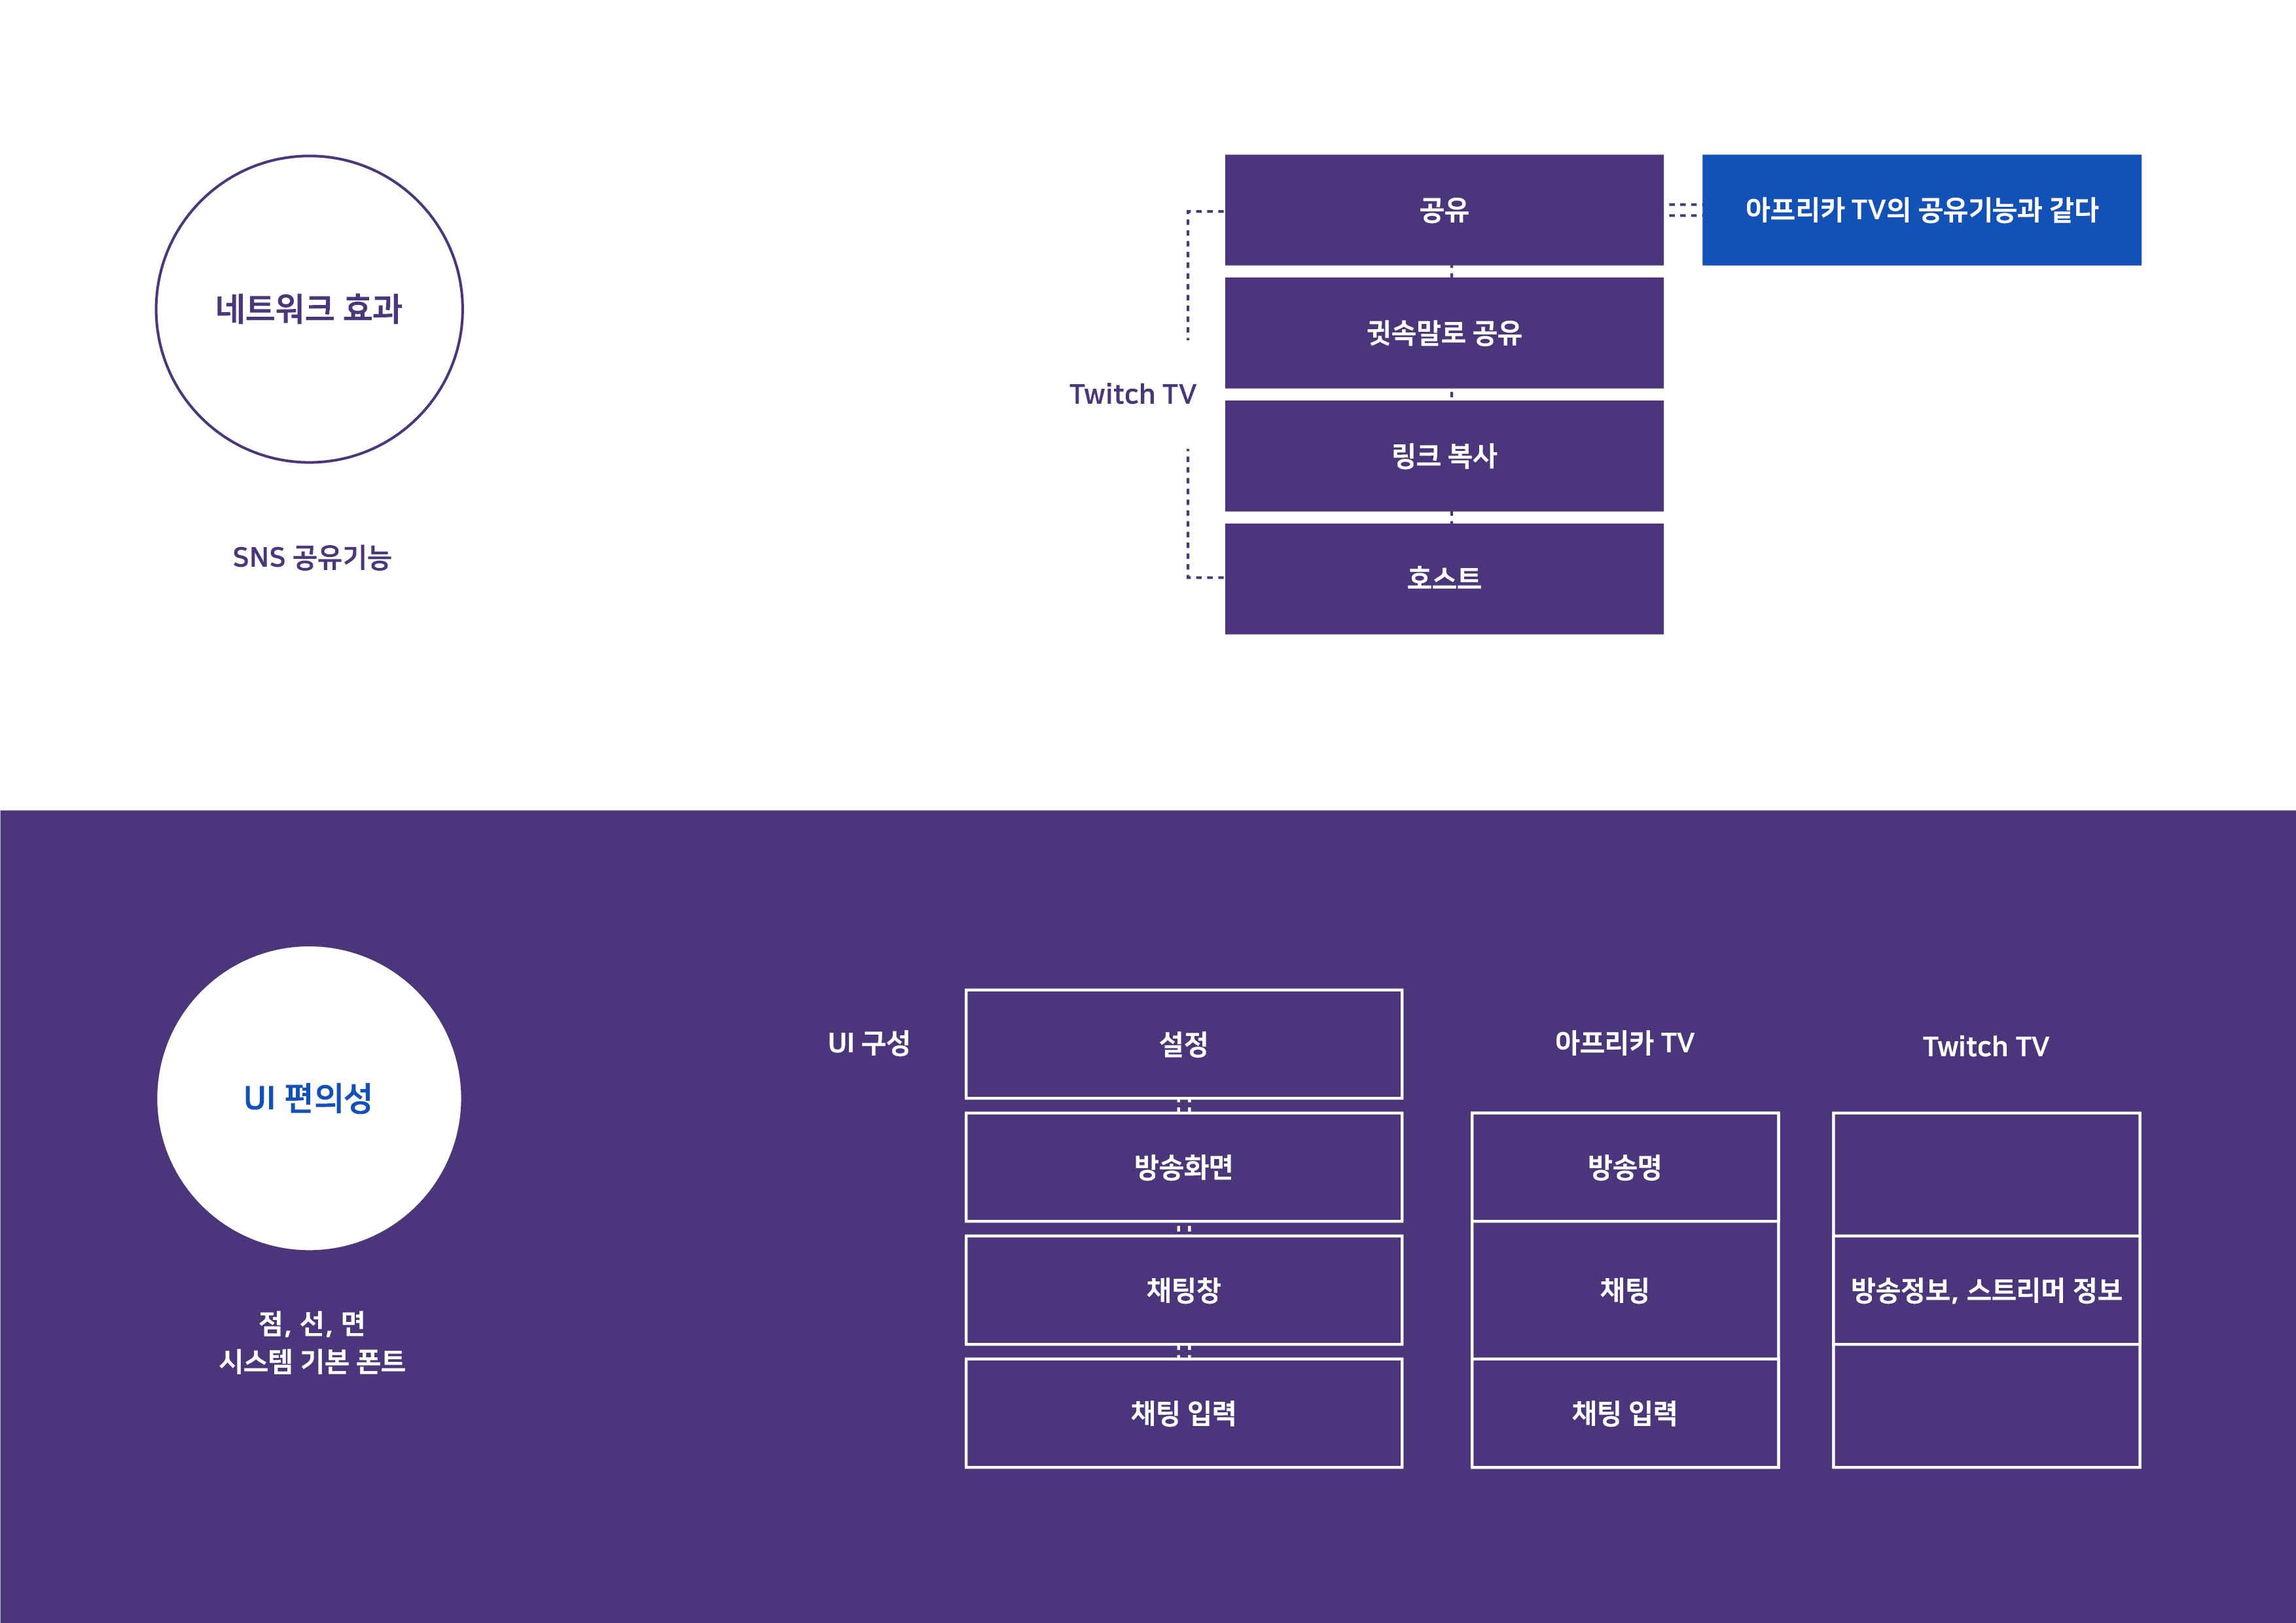 네트워크 효과
SNS 공유기능
Twitch TV
공유
아프리카 TV의 공유기능과 같다
귓속말로 공유
링크 복사
호스트
UI 편의성
점, 선, 면
시스템 기본 폰트
UI 구성
설정
방송화면
채팅창
채팅 입력
아프리카 TV
방송명
채팅
채팅 입력
Twitch TV
방송정보, 스트리머 정보